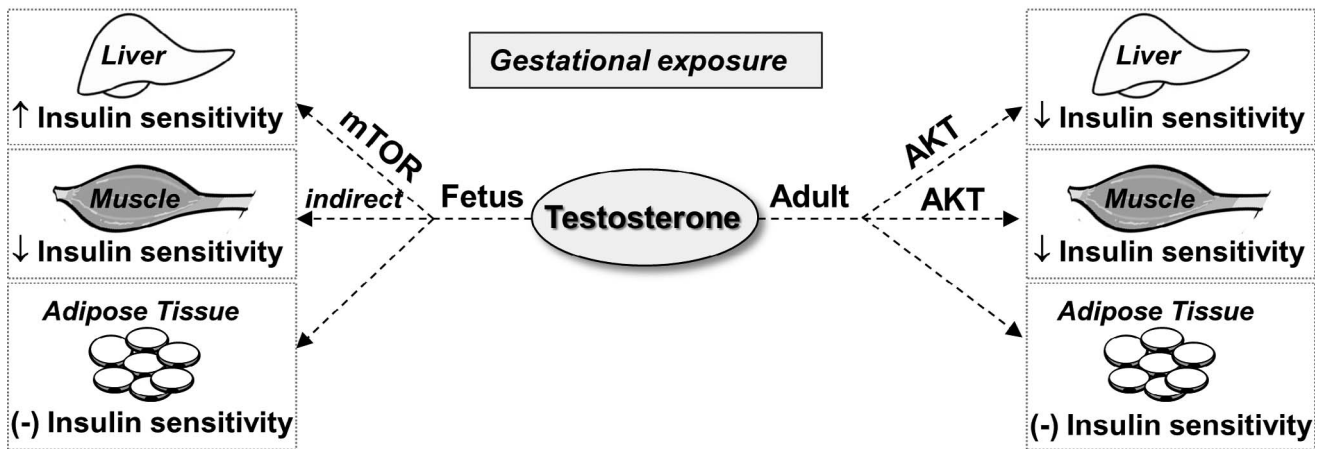 Gestational exposure
Liver
↑ Insulin sensitivity
Muscle
↓ Insulin sensitivity
Adipose Tissue
(-) Insulin sensitivity
mTOR
indirect
Fetus
Testosterone
Adult
AKT
AKT
Liver
↓ Insulin sensitivity
Muscle
↓ Insulin sensitivity
Adipose Tissue
(-) Insulin sensitivity